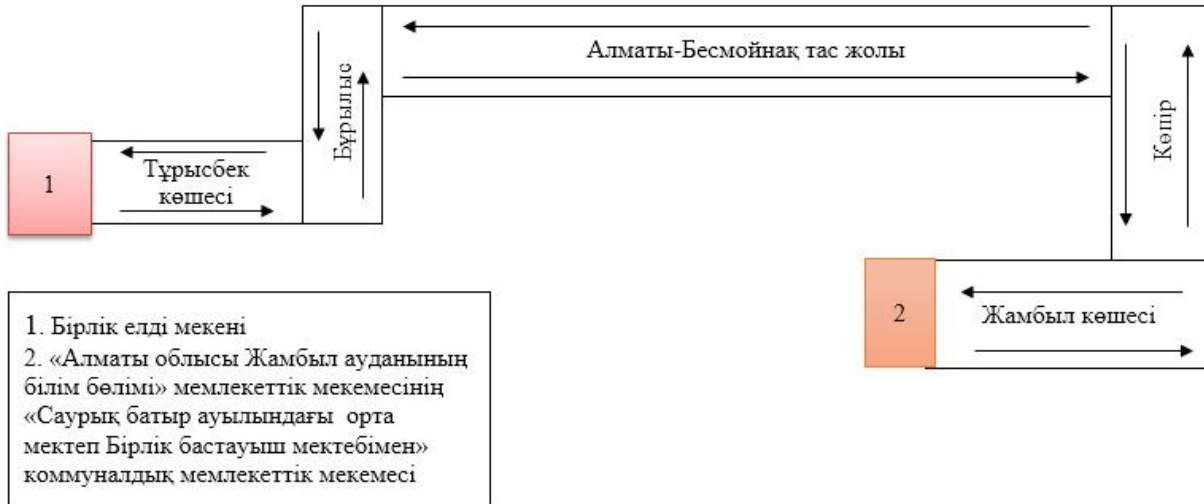 Алматы-Бесмойнақ тас жолы
Бұрылыс
Көпір
1
Тұрысбек
көшесі
2
Жамбыл көшесі
1. Бірлік елді мекені
2. «Алматы облысы Жамбыл ауданының
білім бөлімі» мемлекеттік мекемесінің
«Саурық батыр ауылындағы орта
мектеп Бірлік бастауыш мектебімен»
коммуналдық мемлекеттік мекемесі